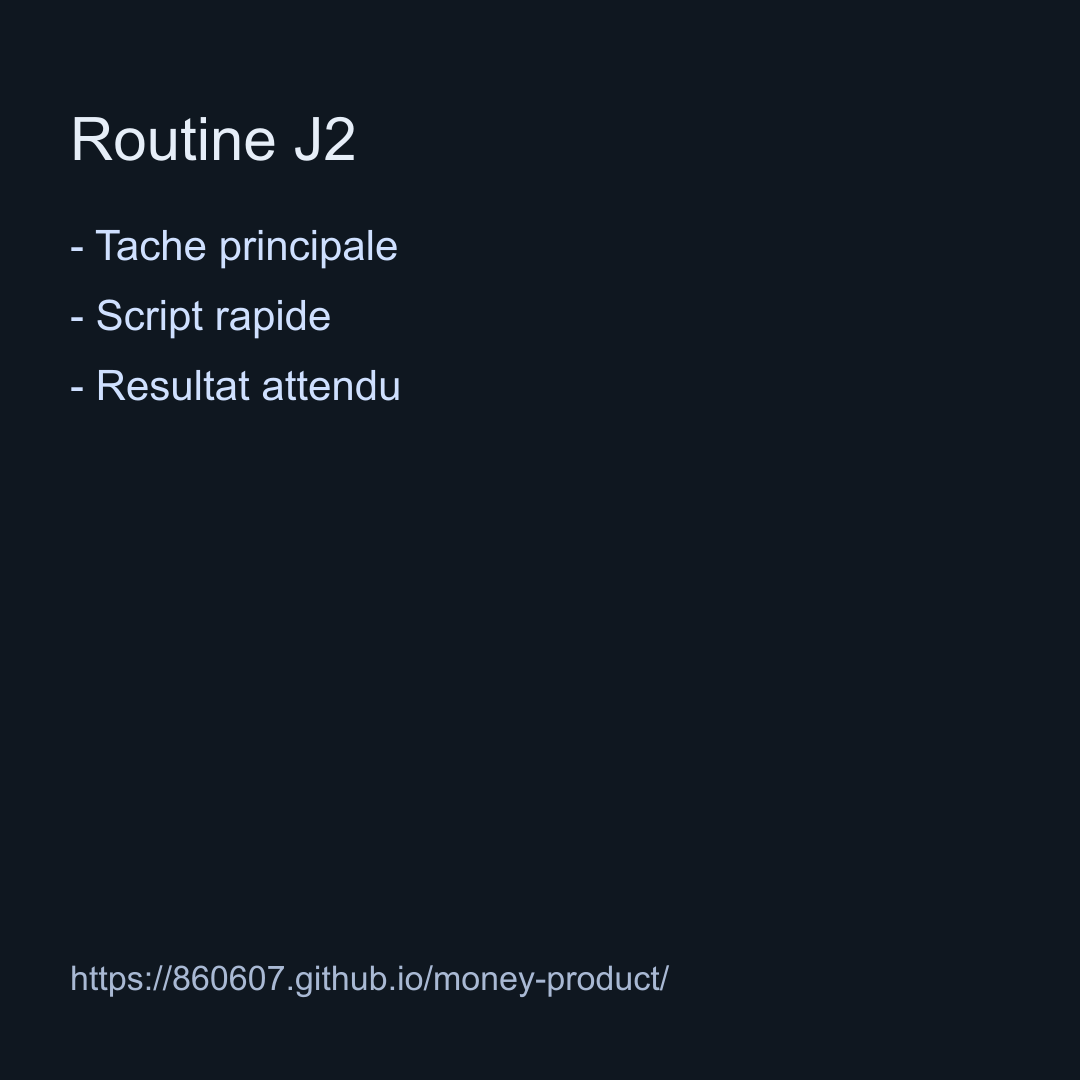 Routine J2
- Tache principale
- Script rapide
- Resultat attendu
https://860607.github.io/money-product/